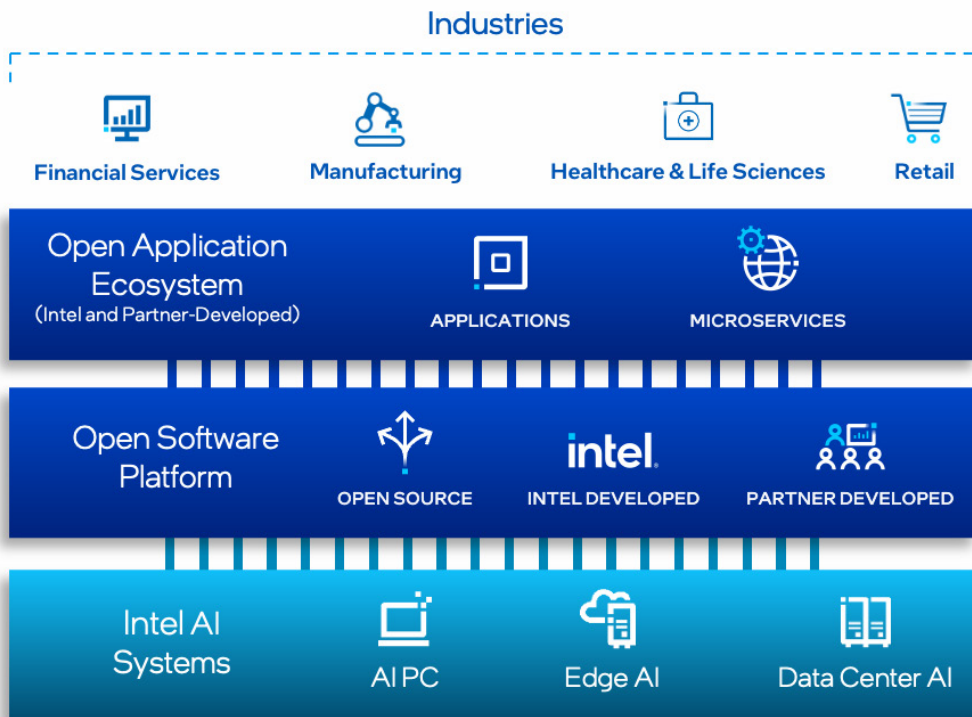 Industries
Financial Services
Manufacturing
Healthcare & Life Sciences
Retail
Open Application
Ecosystem
(Intel and Partner-Developed)
APPLICATIONS
MICROSERVICES
Open Software
Platform
OPEN SOURCE
intel.
INTEL DEVELOPED
PARTNER DEVELOPED
Intel AI
Systems
AI PC
Edge AI
Data Center AI